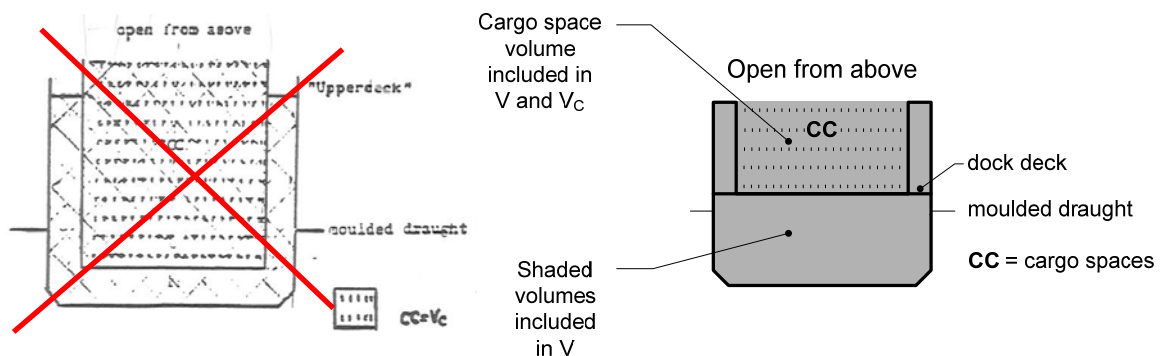 open from above
"Upperdeck"
CC
moulded draught
CC=Vc
Cargo space
volume
included in
V and VC
Open from above
CC
dock deck
moulded draught
CC = cargo spaces
Shaded
volumes
included
in V